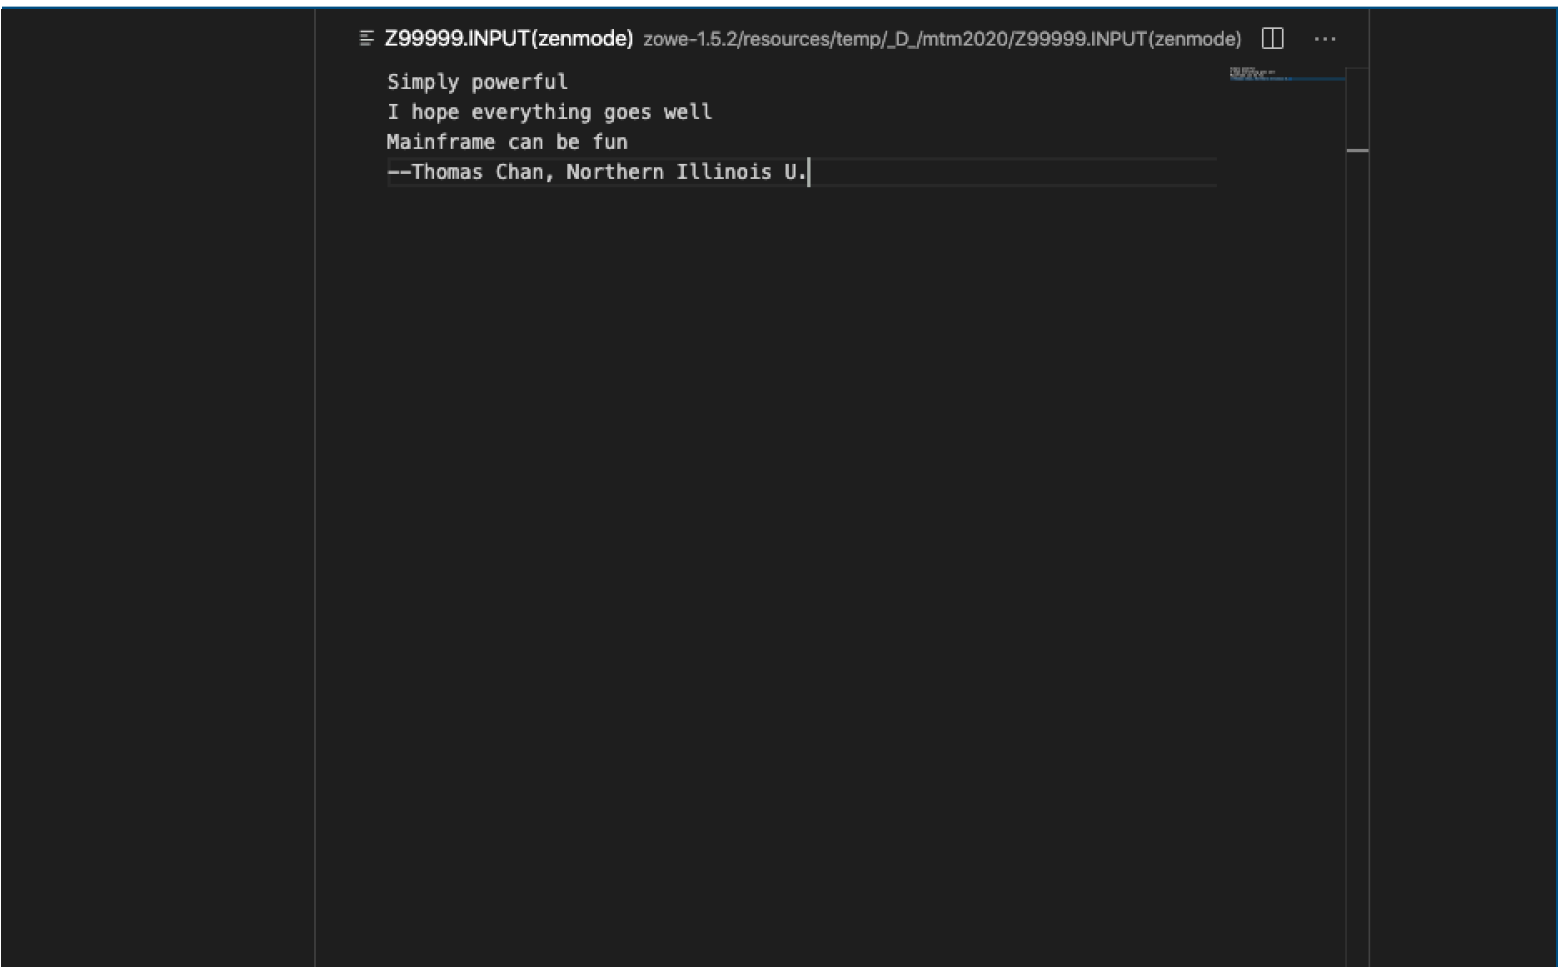 Z99999.INPUT(zenmode) zowe-1.5.2/resources/temp/_D_/mtm2020/Z99999.INPUT(zenmode)
Simply powerful
I hope everything goes well
Mainframe can be fun
--Thomas Chan, Northern Illinois U.